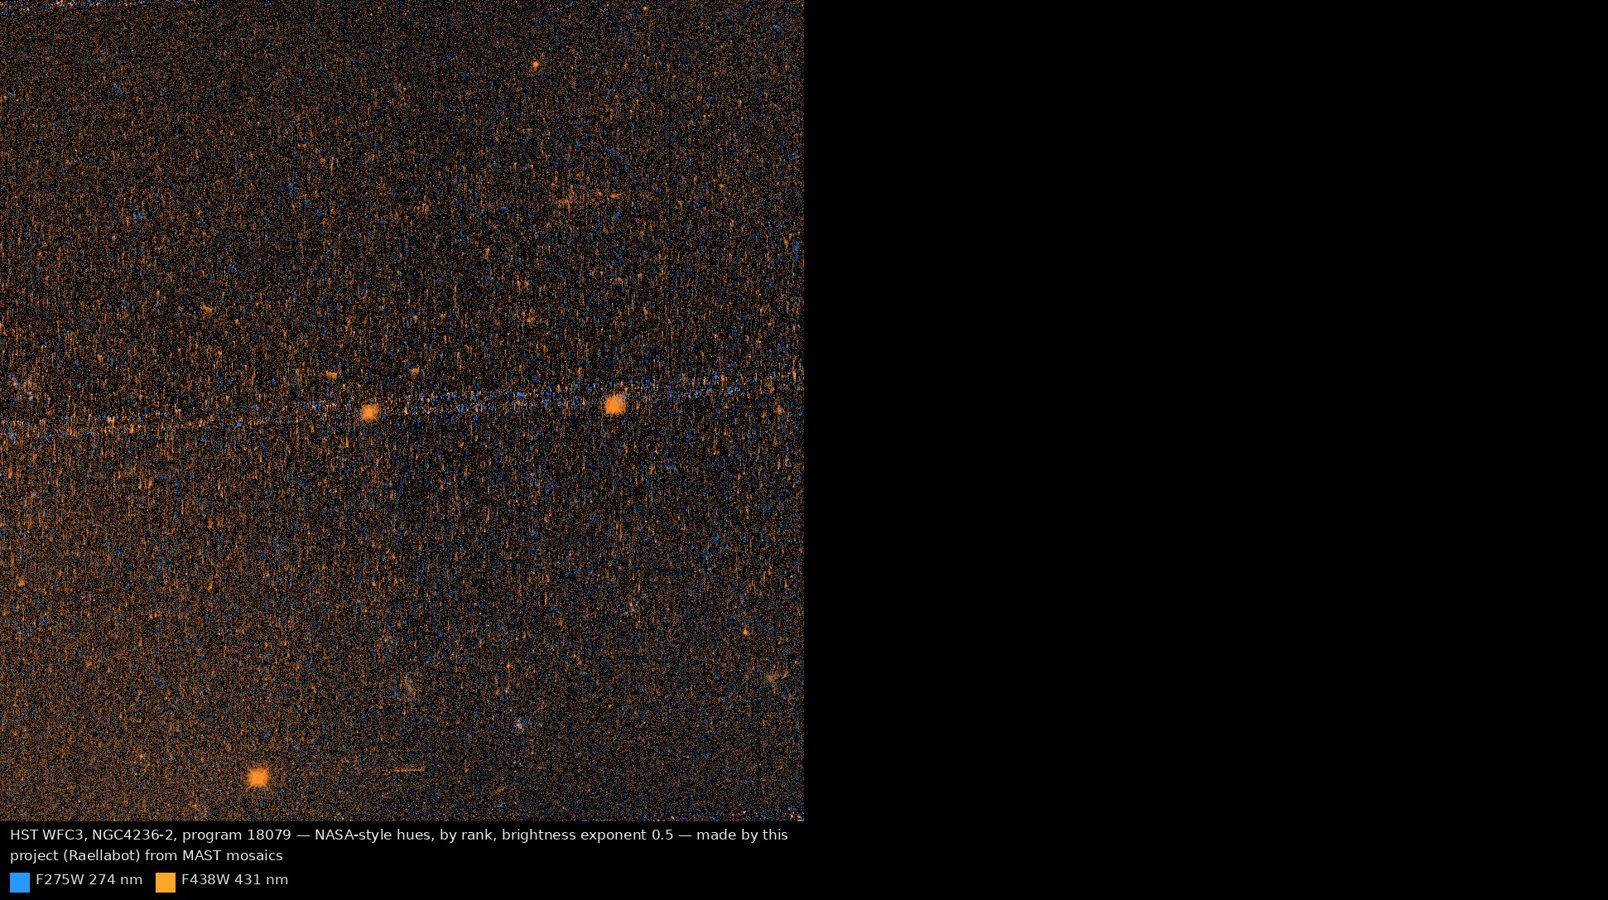 HST WFC3, NGC4236-2, program 18079 — NASA-style hues, by rank, brightness exponent 0.5 — made by this
project (Raellabot) from MAST mosaics
F275W 274 nm F438W 431 nm